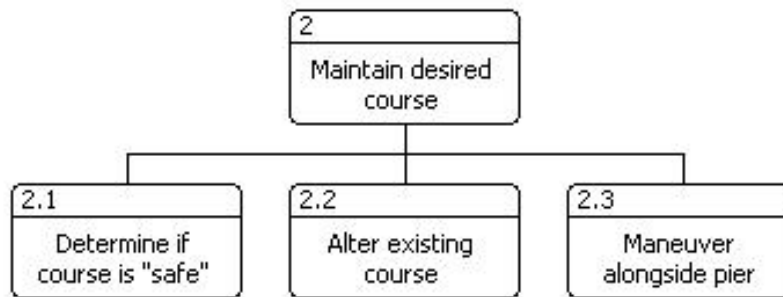 2
Maintain desired
course
2.1
Determine if
course is "safe"
2.2
Alter existing
course
2.3
Maneuver
alongside pier